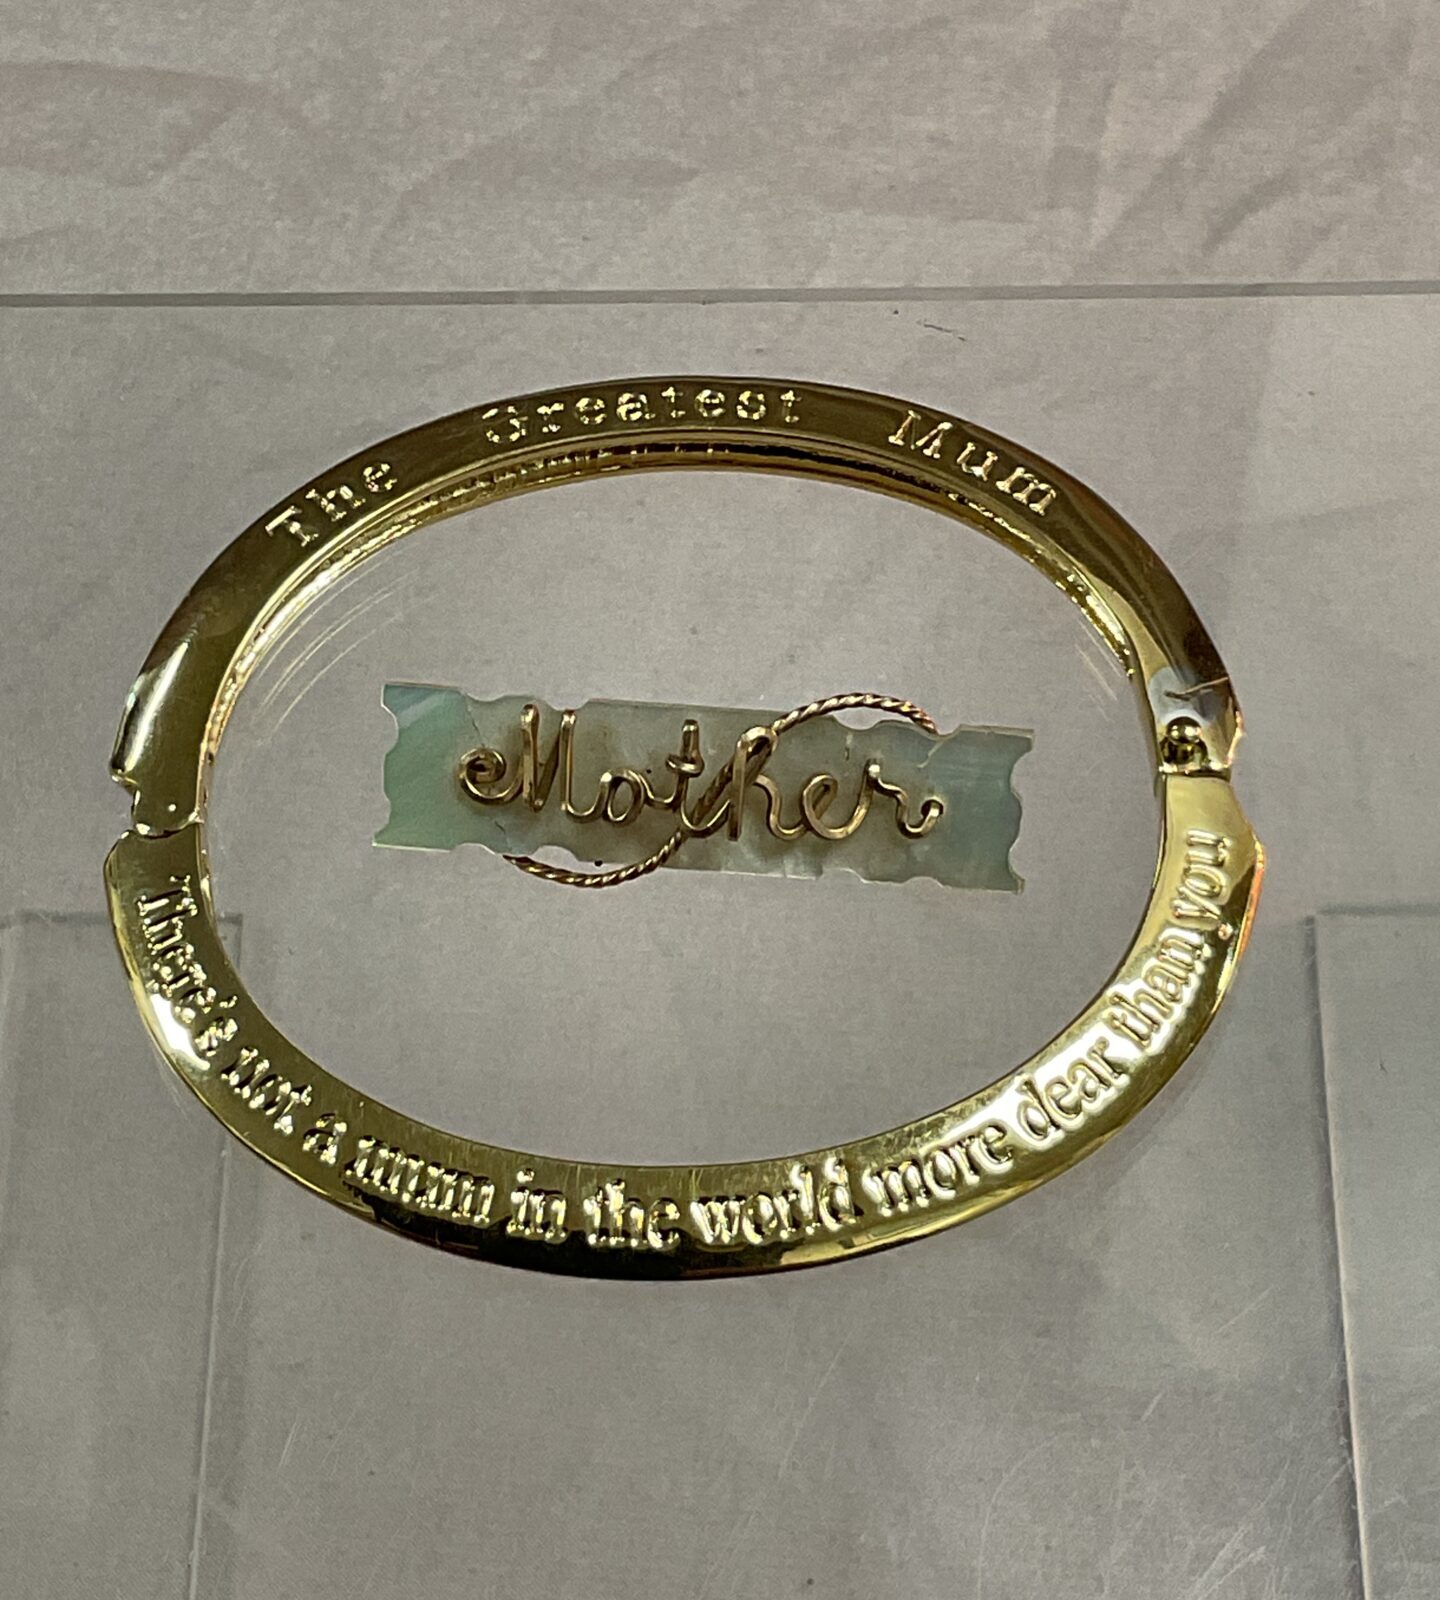 The Greatest Mum
Mother
There's not a mum in the world more dear than you